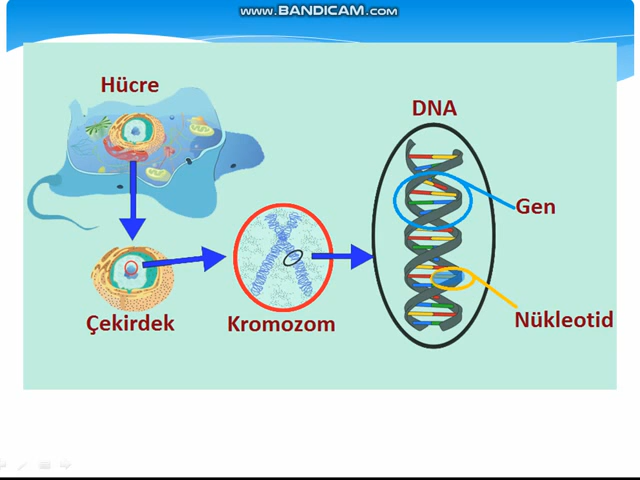 www.BANDICAM.com
Hücre
DNA
Gen
Çekirdek
Kromozom
Nükleotid